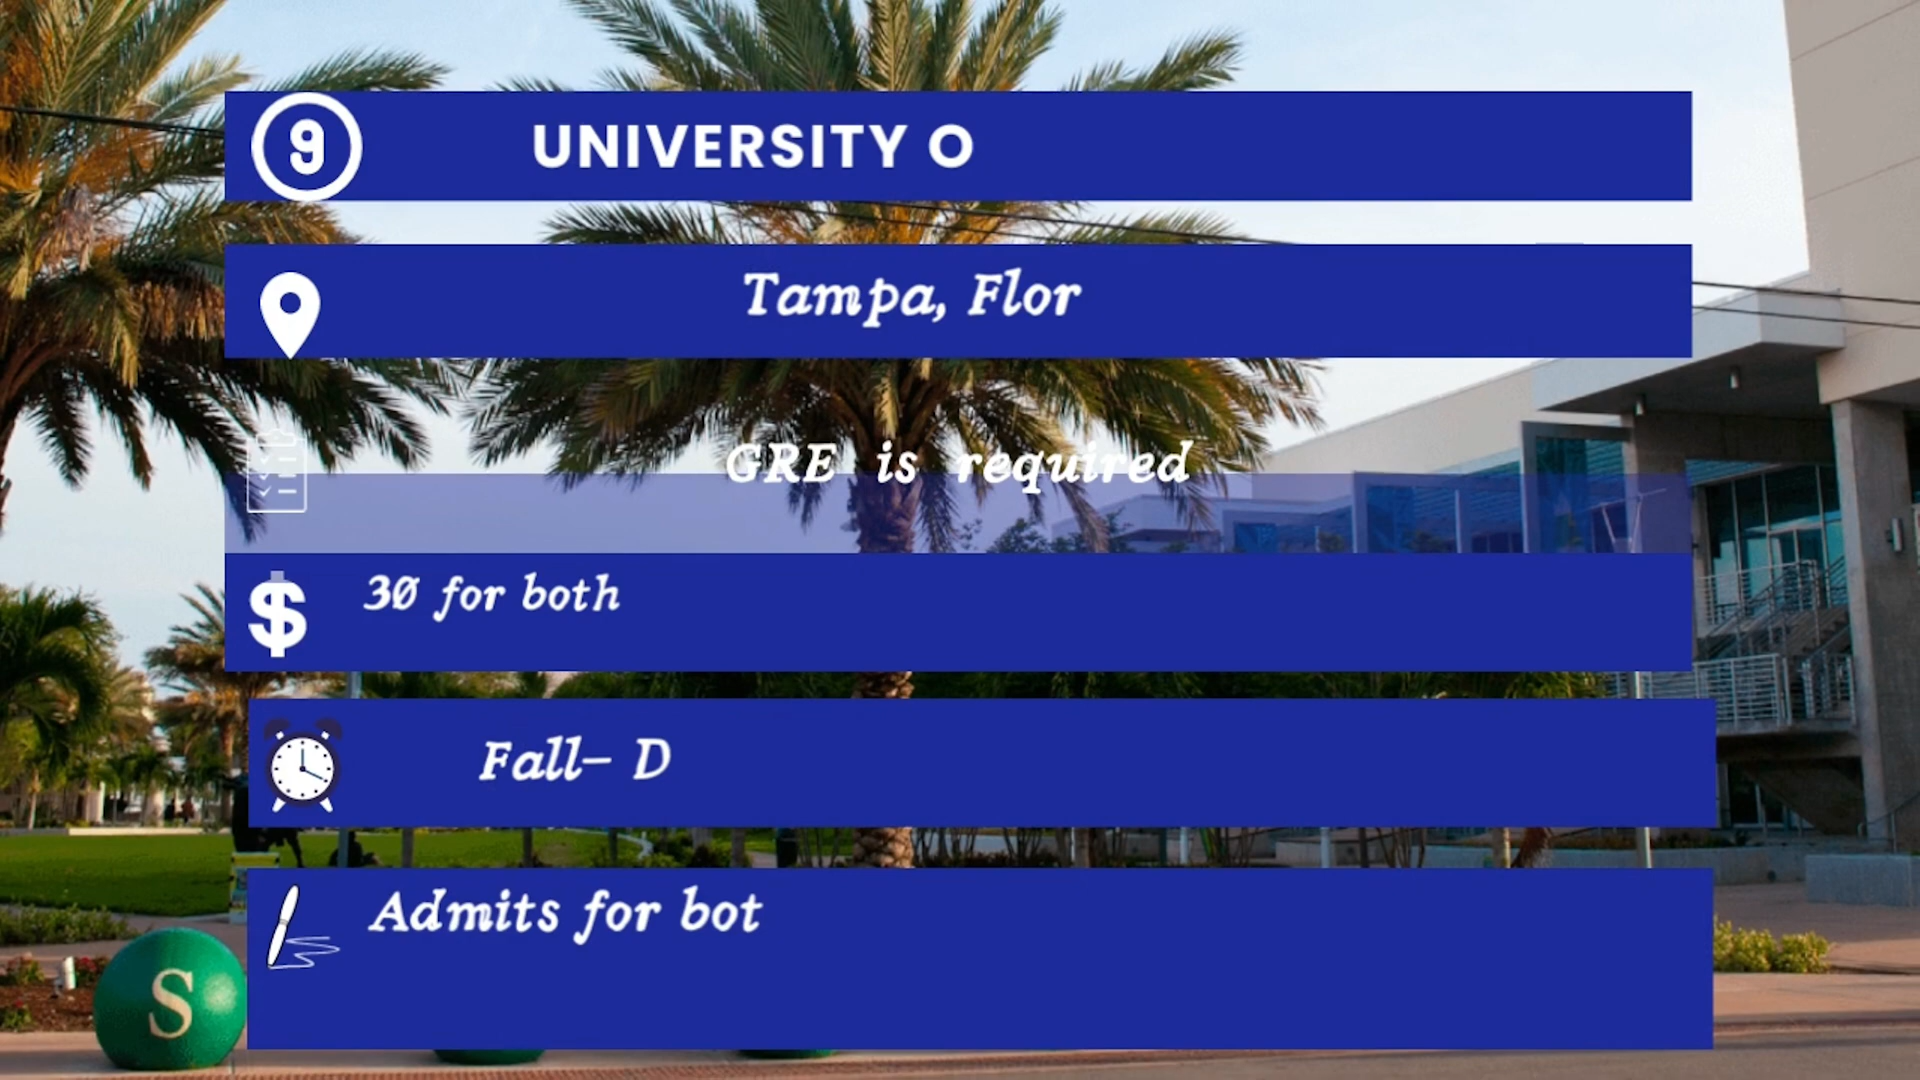 9
UNIVERSITY O
Tampa, Flor
GRE is required
$
30 for both
Fall- D
Admits for bot
S